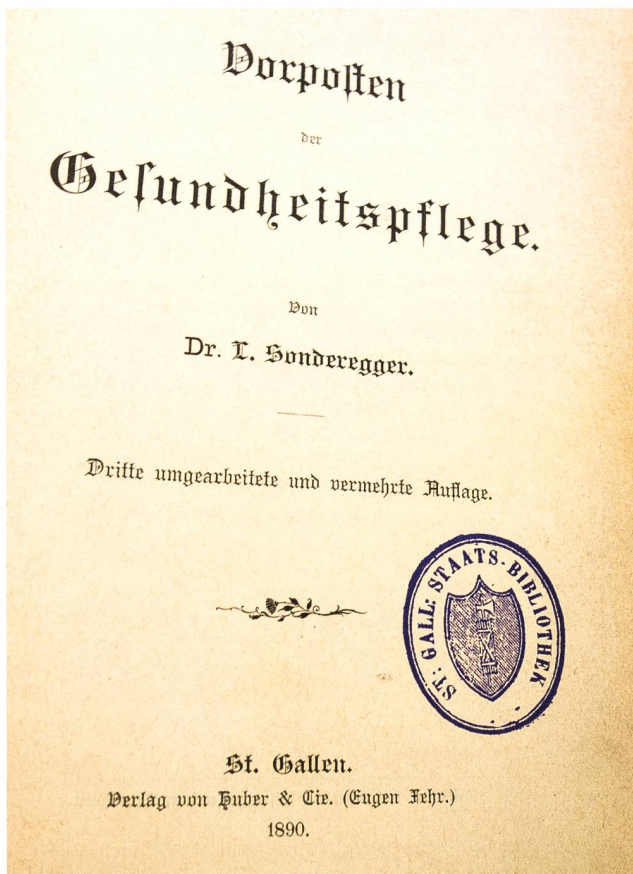 Vorposten
der
Gesundheitspflege.
Von
Dr. L. Sonderegger.
Dritte umgearbeitete und vermehrte Auflage.
ST: GALL: STAATS-BIBLIOTHEK
St. Gallen.
Verlag von Huber & Cie. (Eugen Fehr.)
1890.